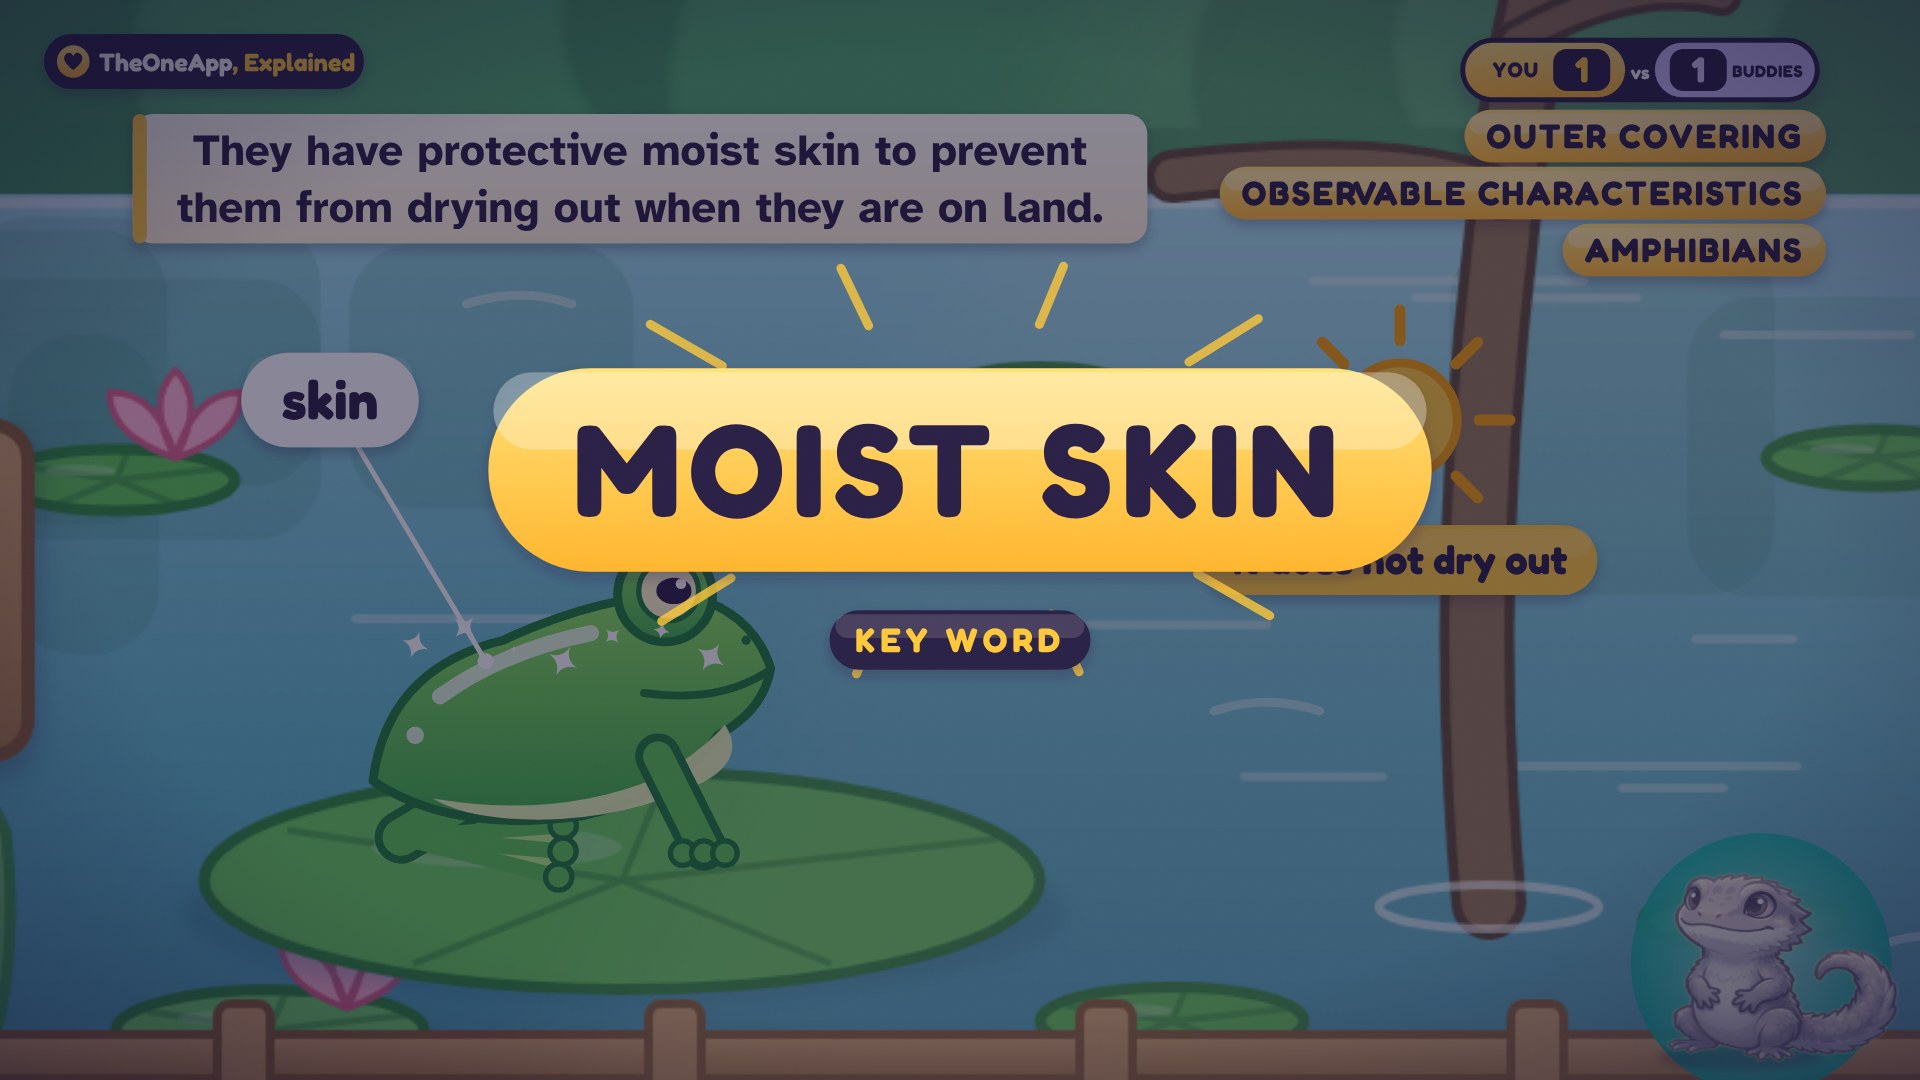 TheOneApp, Explained
YOU 1 vs 1 BUDDIES
They have protective moist skin to prevent
them from drying out when they are on land.
OUTER COVERING
OBSERVABLE CHARACTERISTICS
AMPHIBIANS
skin
MOIST SKIN
not dry out
KEY WORD